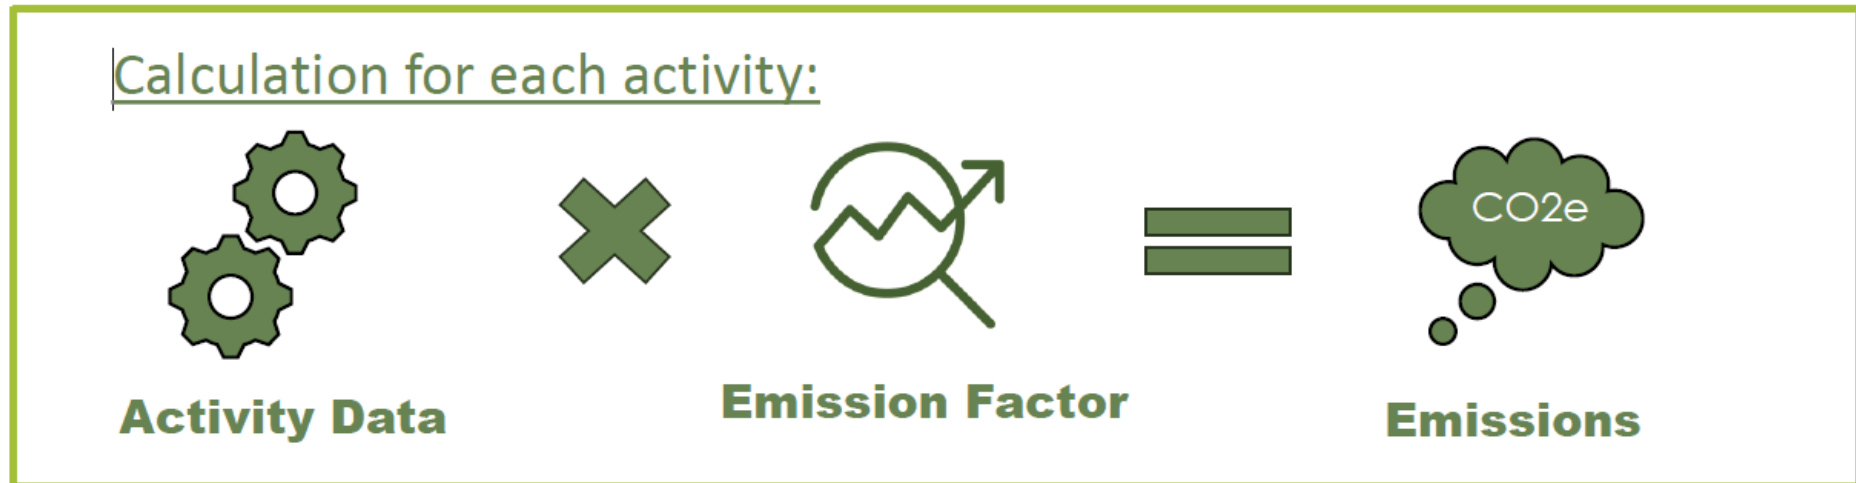 Calculation for each activity:
CO2e
Activity Data
Emission Factor
Emissions